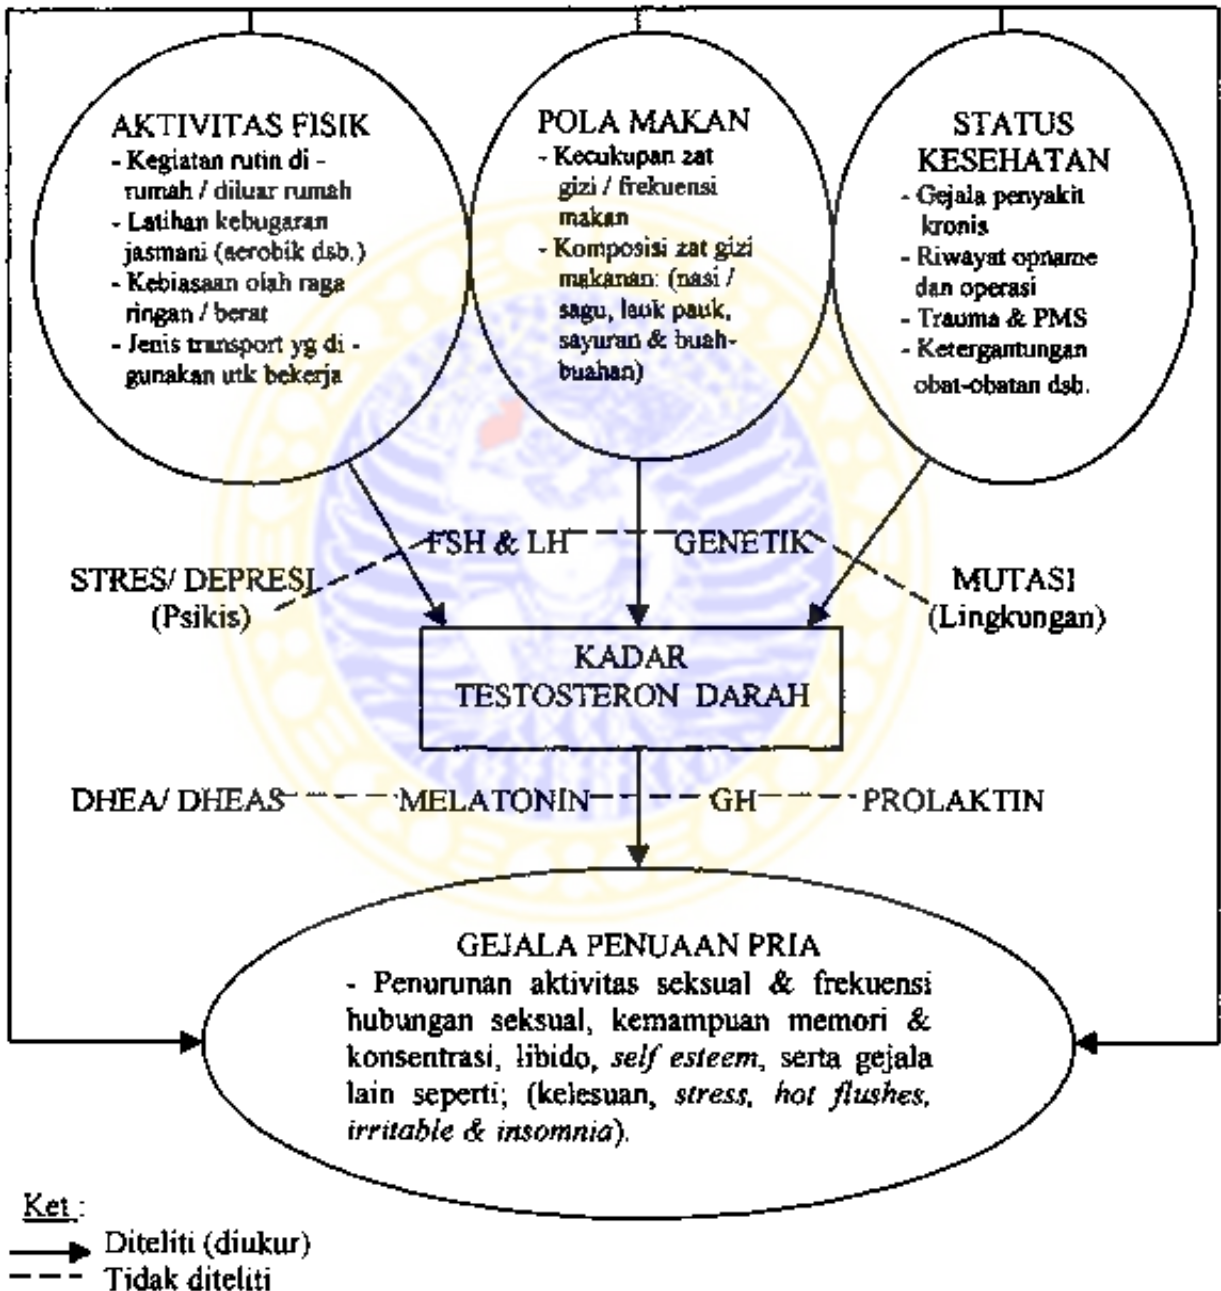 AKTIVITAS FISIK
- Kegiatan rutin di -
rumah / diluar rumah
- Latihan kebugaran
jasmani (aerobik dsb.)
- Kebiasaan olah raga
ringan / berat
- Jenis transport yg di -
gunakan utk bekerja
POLA MAKAN
- Kecukupan zat
gizi / frekuensi
makan
- Komposisi zat gizi
makanan: (nasi /
sagu, lauk pauk,
sayuran & buah-
buahan)
STATUS
KESEHATAN
- Gejala penyakit
kronis
- Riwayat opname
dan operasi
- Trauma & PMS
- Ketergantungan
obat-obatan dsb.
FSH & LH GENETIK
STRES/ DEPRESI
(Psikis)
MUTASI
(Lingkungan)
KADAR
TESTOSTERON DARAH
DHEA/ DHEAS MELATONIN GH PROLAKTIN
GEJALA PENUAAN PRIA
- Penurunan aktivitas seksual & frekuensi
hubungan seksual, kemampuan memori &
konsentrasi, libido, self esteem, serta gejala
lain seperti; (kelesuan, stress, hot flushes,
irritable & insomnia).
Ket :
Diteliti (diukur)
Tidak diteliti